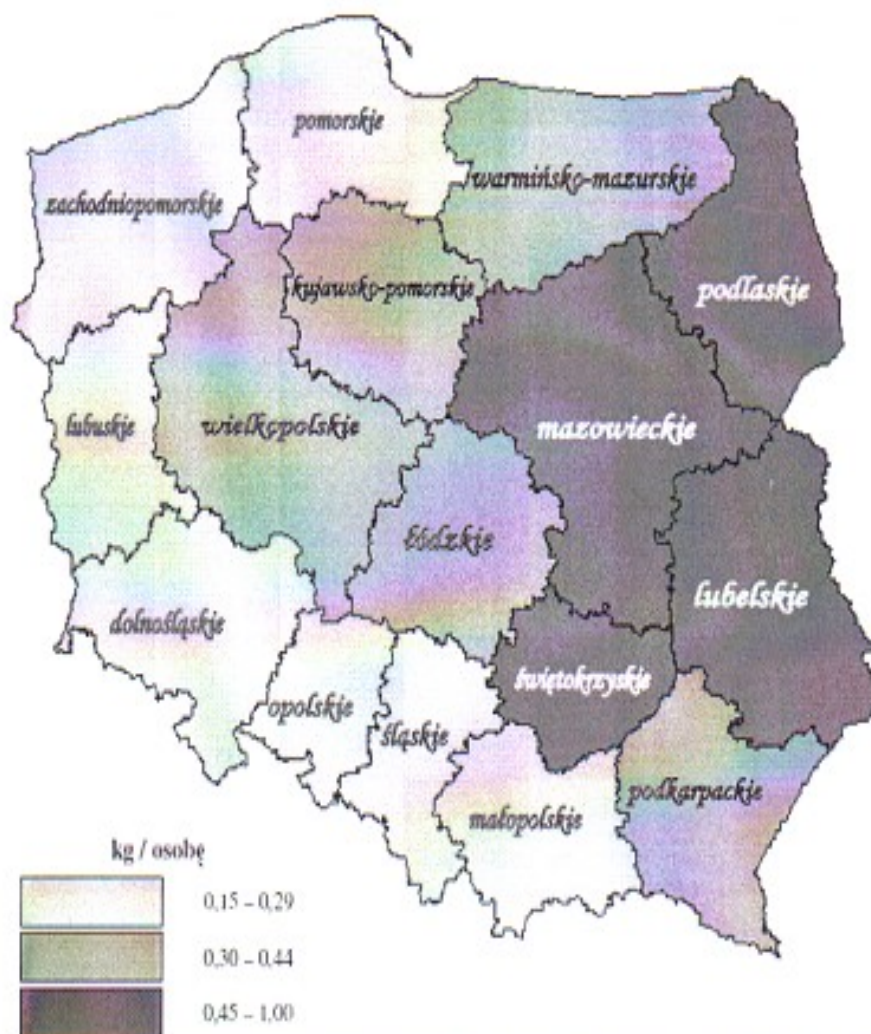 pomorskie
warmińsko-mazurskie
zachodniopomorskie
podlaskie
kujawsko-pomorskie
lubuskie
wielkopolskie
mazowieckie
łódzkie
lubelskie
dolnośląskie
świętokrzyskie
opolskie
śląskie
podkarpackie
małopolskie
kg / osobę
0,15 – 0,29
0,30 – 0,44
0,45 – 1,00